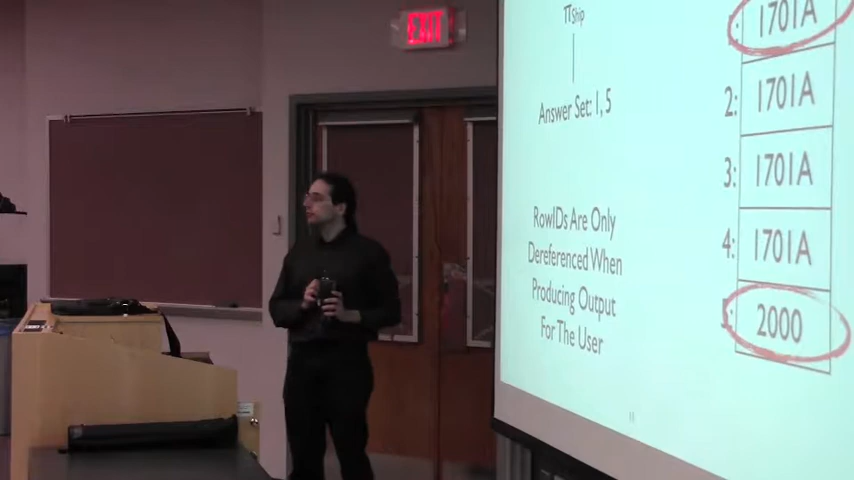 EXIT
πShip
Answer Set: 1, 5
RowIDs Are Only
Dereferenced When
Producing Output
For The User
1701A
2: 1701A
3: 1701A
4: 1701A
2000